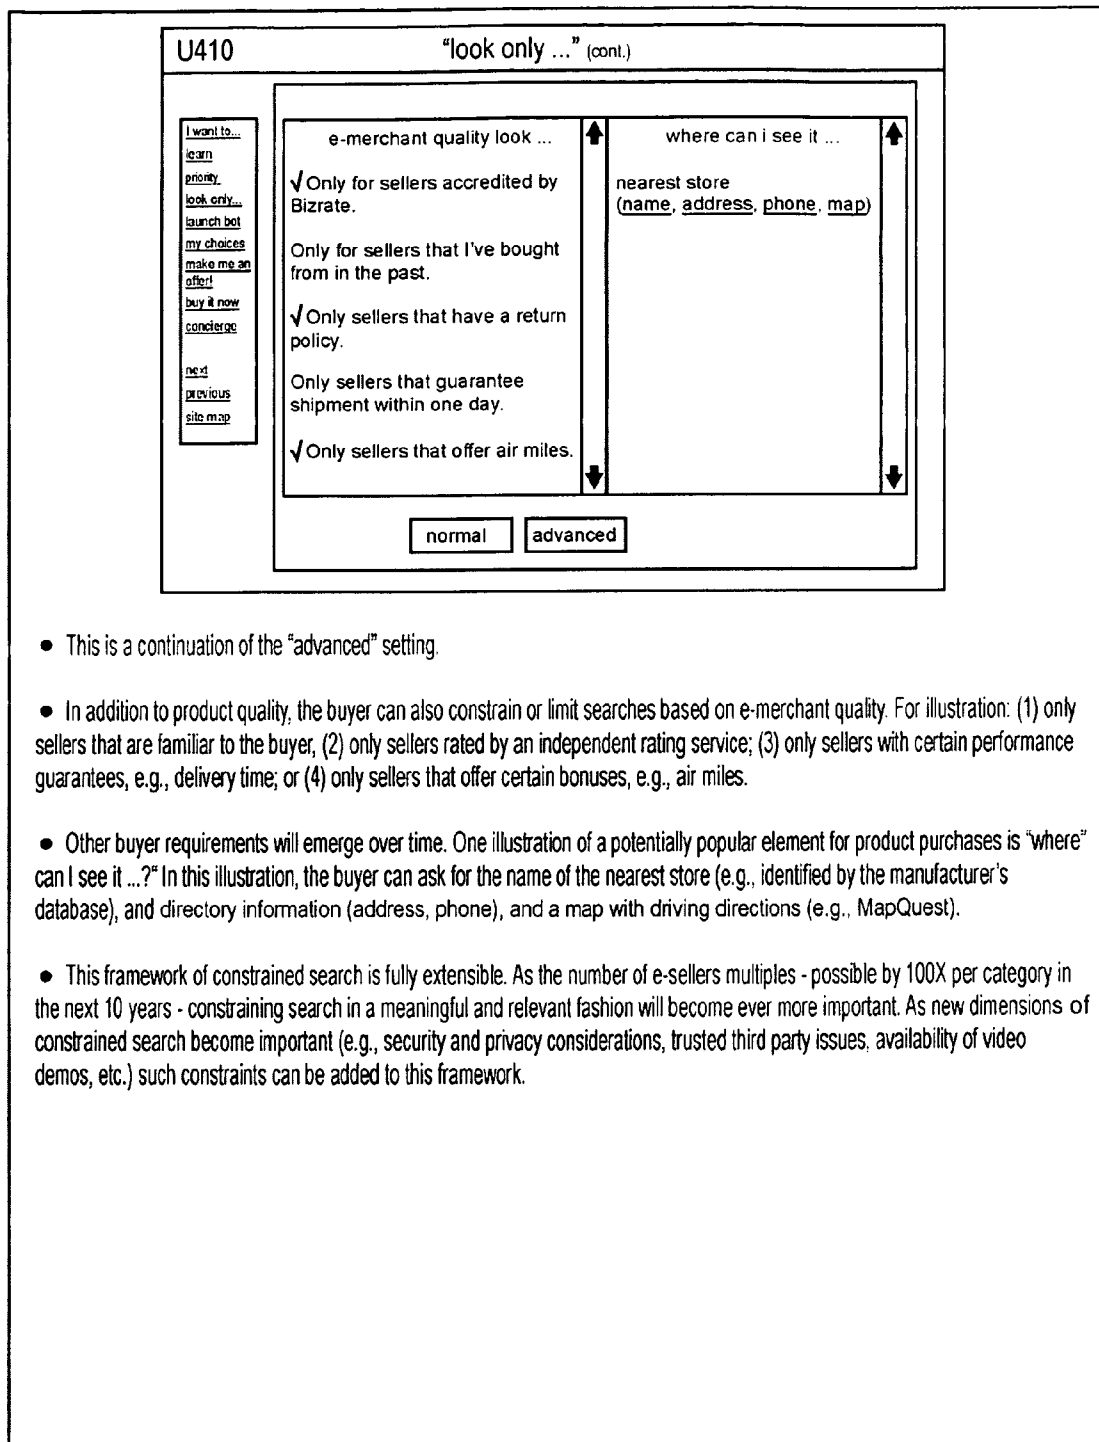 U410 "look only ..." (cont.)
I want to...
learn
priority
look only...
launch bot
my choices
make me an
offer!
buy it now
concierge
next
previous
site map
e-merchant quality look ...
√Only for sellers accredited by
Bizrate.
Only for sellers that I've bought
from in the past.
√Only sellers that have a return
policy.
Only sellers that guarantee
shipment within one day.
√Only sellers that offer air miles.
where can i see it ...
nearest store
(name, address, phone, map)
normal
advanced
● This is a continuation of the "advanced" setting.
● In addition to product quality, the buyer can also constrain or limit searches based on e-merchant quality. For illustration: (1) only
sellers that are familiar to the buyer, (2) only sellers rated by an independent rating service; (3) only sellers with certain performance
guarantees, e.g., delivery time; or (4) only sellers that offer certain bonuses, e.g., air miles.
● Other buyer requirements will emerge over time. One illustration of a potentially popular element for product purchases is "where"
can I see it ...?" In this illustration, the buyer can ask for the name of the nearest store (e.g., identified by the manufacturer's
database), and directory information (address, phone), and a map with driving directions (e.g., MapQuest).
● This framework of constrained search is fully extensible. As the number of e-sellers multiples - possible by 100X per category in
the next 10 years - constraining search in a meaningful and relevant fashion will become ever more important. As new dimensions of
constrained search become important (e.g., security and privacy considerations, trusted third party issues, availability of video
demos, etc.) such constraints can be added to this framework.